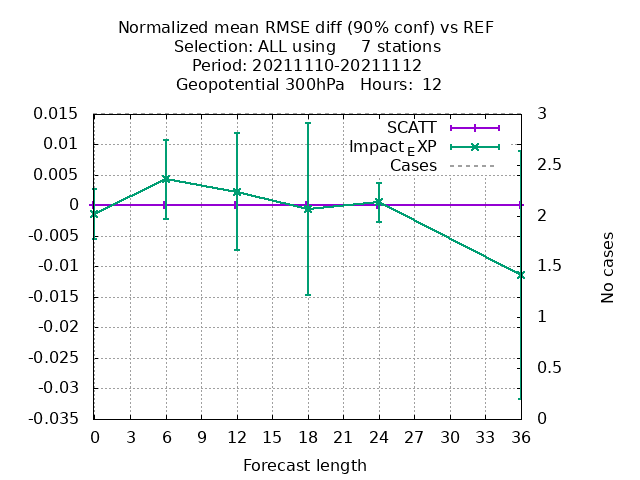 Normalized mean RMSE diff (90% conf) vs REF
Selection: ALL using 7 stations
Period: 20211110-20211112
Geopotential 300hPa Hours: 12
SCATT
Impact_EXP
Cases
0.015
0.01
0.005
0
-0.005
-0.01
-0.015
-0.02
-0.025
-0.03
-0.035
3
2.5
2
1.5
1
0.5
0
No cases
0 3 6 9 12 15 18 21 24 27 30 33 36
Forecast length